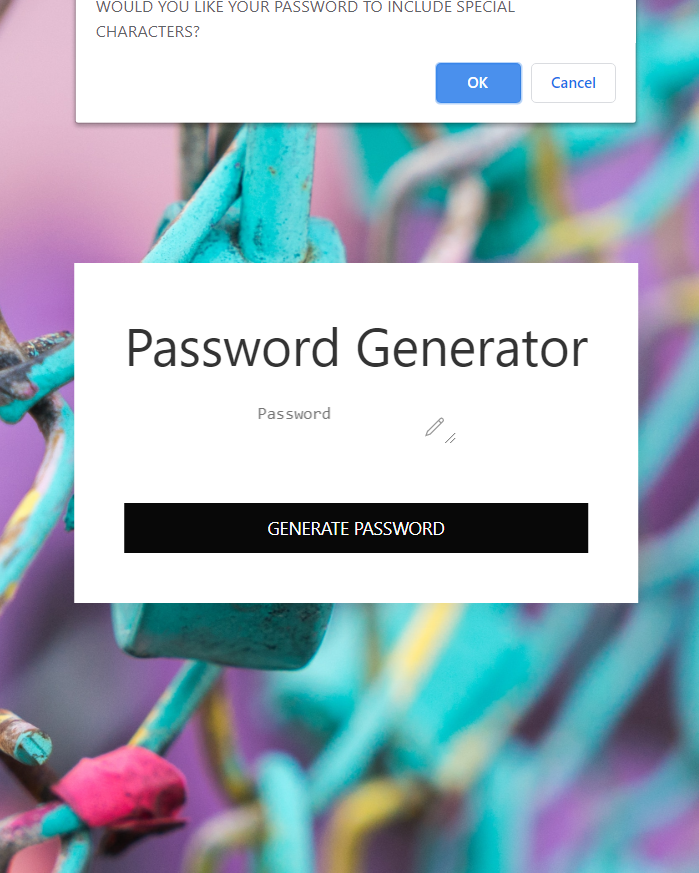 WOULD YOU LIKE YOUR PASSWORD TO INCLUDE SPECIAL
CHARACTERS?
OK
Cancel
Password Generator
Password
GENERATE PASSWORD